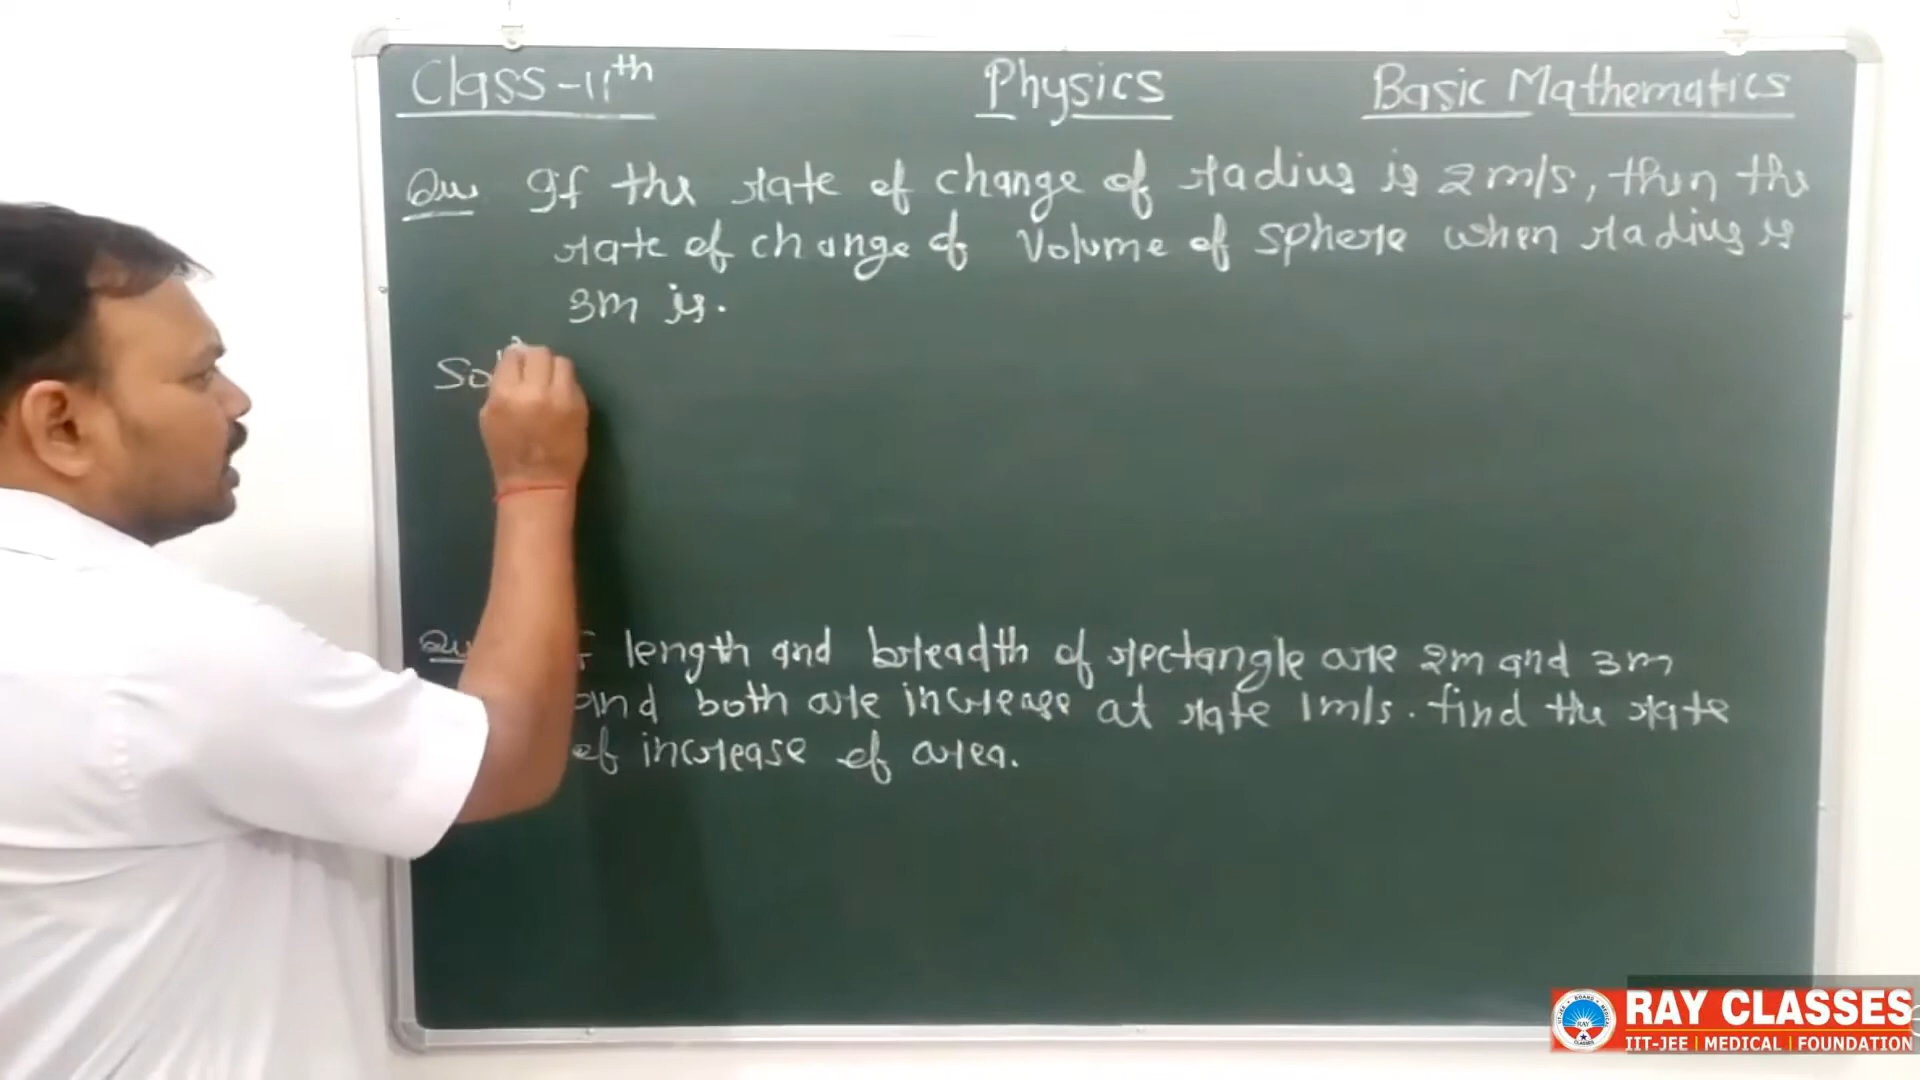 Class-11th Physics Basic Mathematics
Que If the rate of change of radius is 2m/s, then the
rate of change of Volume of sphere when radius is
3m is.
Sol
Que f length and breadth of rectangle are 2m and 3m
and both are increase at rate 1m/s. find the rate
of increase of area.
RAY CLASSES
IIT-JEE | MEDICAL | FOUNDATION